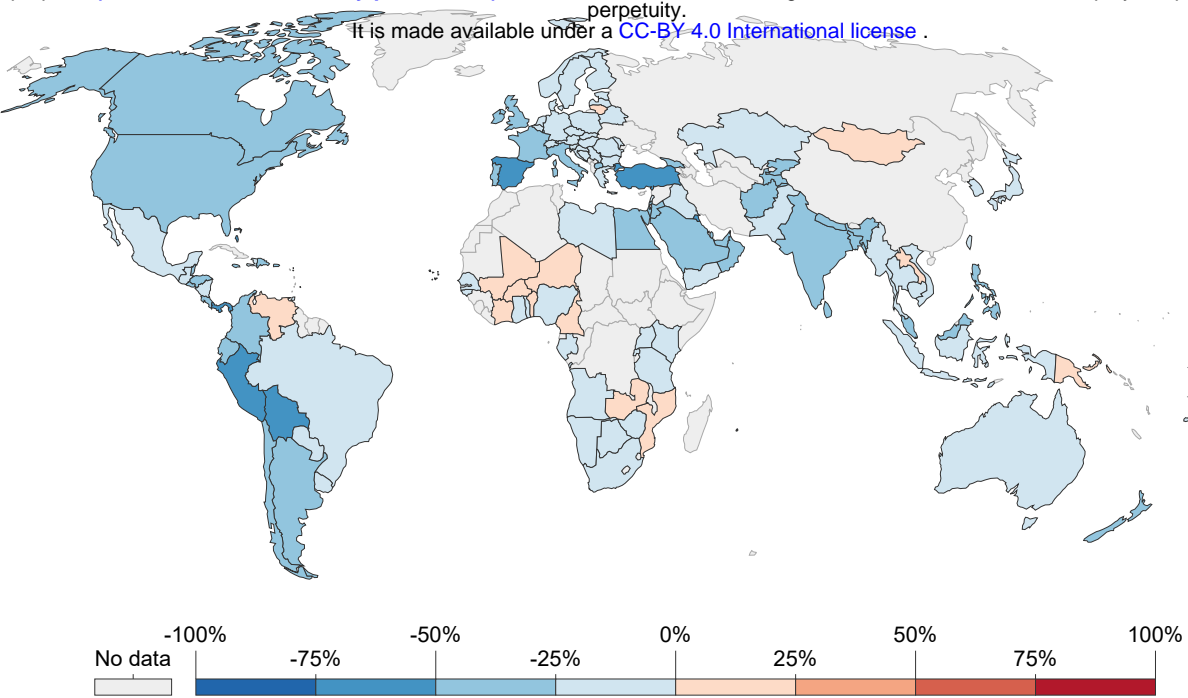 perpetuity.
It is made available under a CC-BY 4.0 International license .
-100% -50% 0% 50% 100%
No data -75% -25% 25% 75%